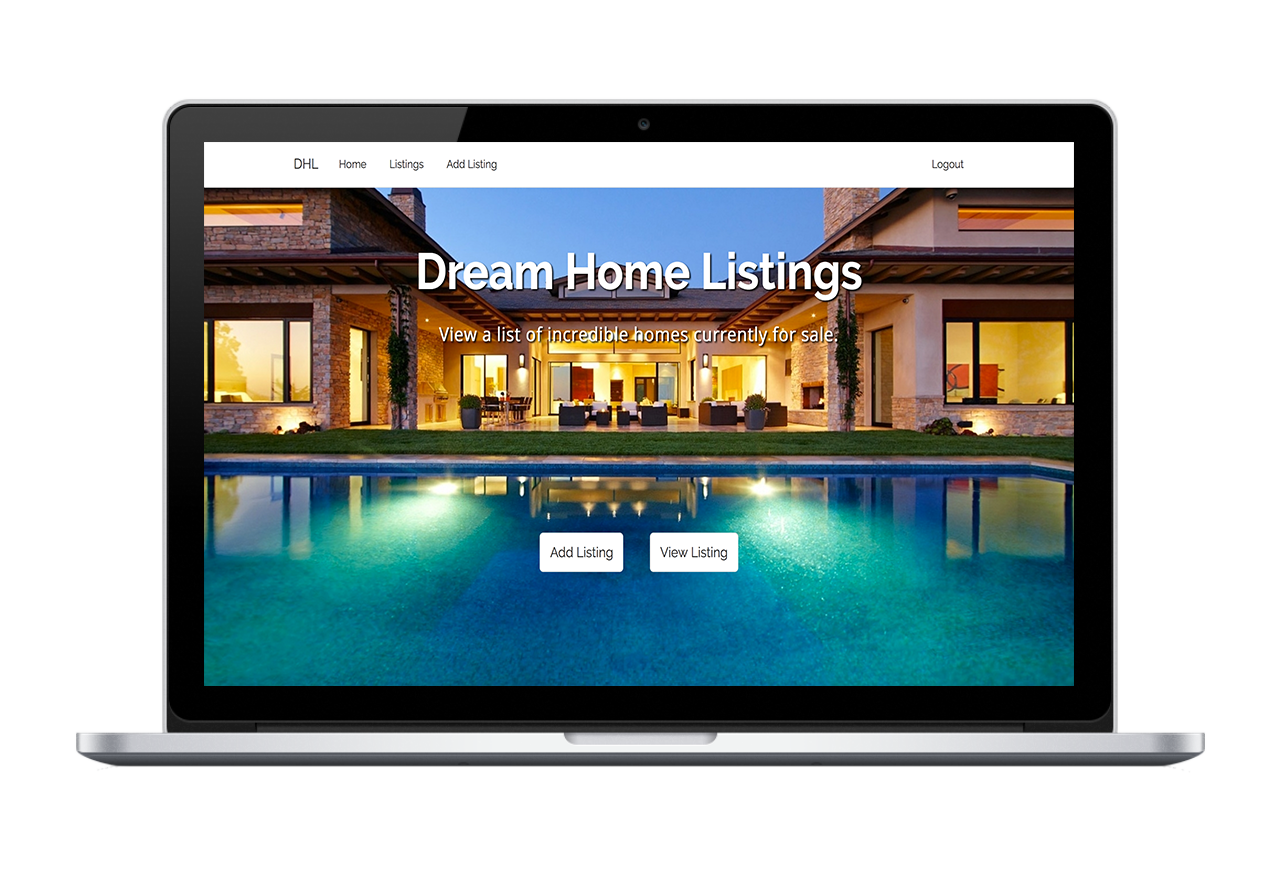 DHL Home Listings Add Listing Logout
Dream Home Listings
View a list of incredible homes currently for sale.
Add Listing View Listing